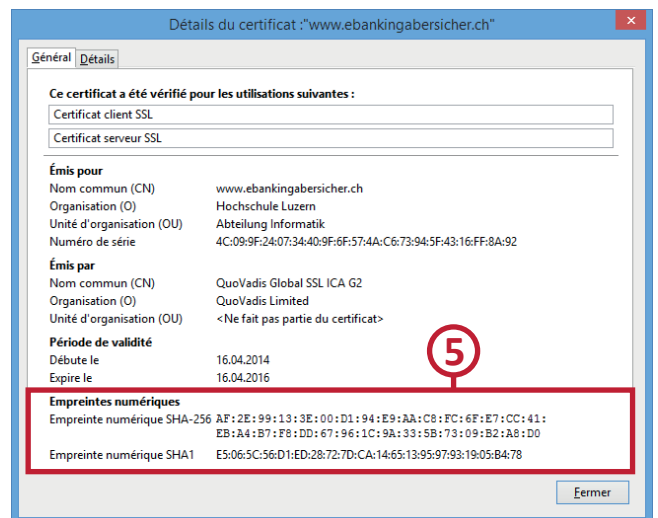 Détails du certificat :"www.ebankingabersicher.ch"
×
Général Détails
Ce certificat a été vérifié pour les utilisations suivantes :
Certificat client SSL
Certificat serveur SSL
Émis pour
Nom commun (CN) www.ebankingabersicher.ch
Organisation (O) Hochschule Luzern
Unité d'organisation (OU) Abteilung Informatik
Numéro de série 4C:09:9F:24:07:34:40:9F:6F:57:4A:C6:73:94:5F:43:16:FF:8A:92
Émis par
Nom commun (CN) QuoVadis Global SSL ICA G2
Organisation (O) QuoVadis Limited
Unité d'organisation (OU) <Ne fait pas partie du certificat>
Période de validité
Débute le 16.04.2014
Expire le 16.04.2016
5
Empreintes numériques
Empreinte numérique SHA-256 AF:2E:99:13:3E:00:D1:94:E9:AA:C8:FC:6F:E7:CC:41:
EB:A4:B7:F8:DD:67:96:1C:9A:33:5B:73:09:B2:A8:D0
Empreinte numérique SHA1 E5:06:5C:56:D1:ED:28:72:7D:CA:14:65:13:95:97:93:19:05:B4:78
Fermer